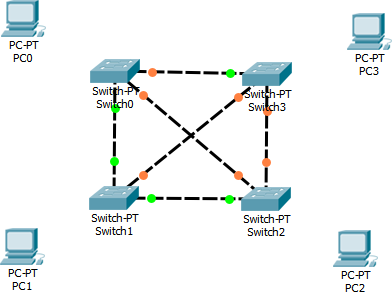 PC-PT
PC0
PC-PT
PC3
Switch-PT
Switch0
Switch-PT
Switch3
Switch-PT
Switch1
Switch-PT
Switch2
PC-PT
PC1
PC-PT
PC2